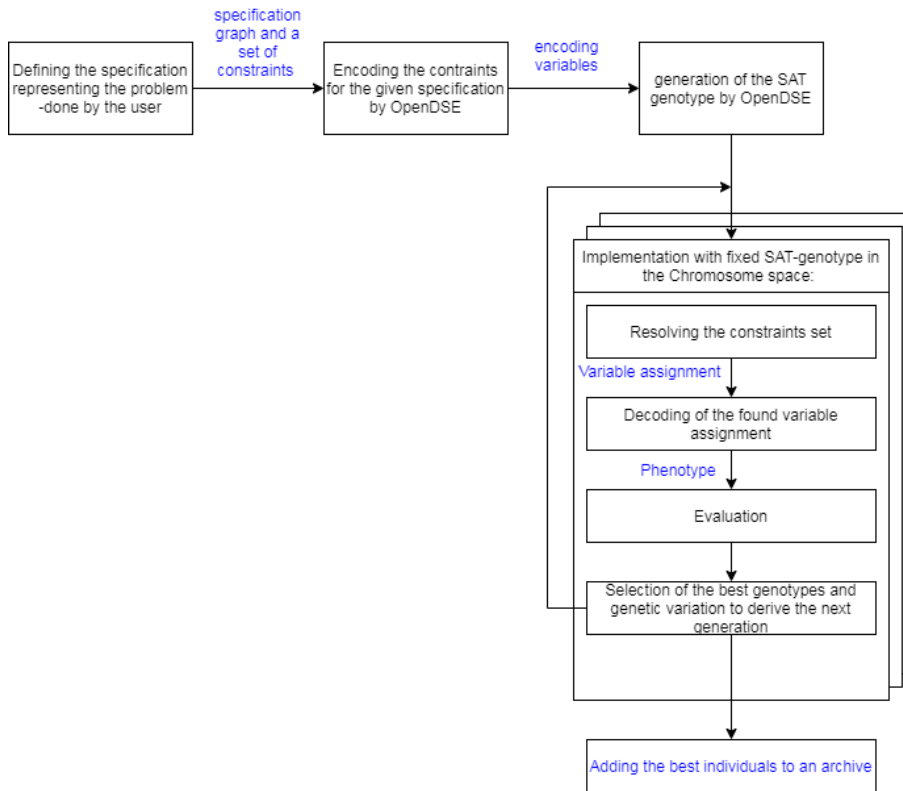 specification
graph and a
set of
constraints
encoding
variables
Defining the specification
representing the problem
-done by the user
Encoding the contraints
for the given specification
by OpenDSE
generation of the SAT
genotype by OpenDSE
Implementation with fixed SAT-genotype in
the Chromosome space:
Resolving the constraints set
Variable assignment
Decoding of the found variable
assignment
Phenotype
Evaluation
Selection of the best genotypes and
genetic variation to derive the next
generation
Adding the best individuals to an archive